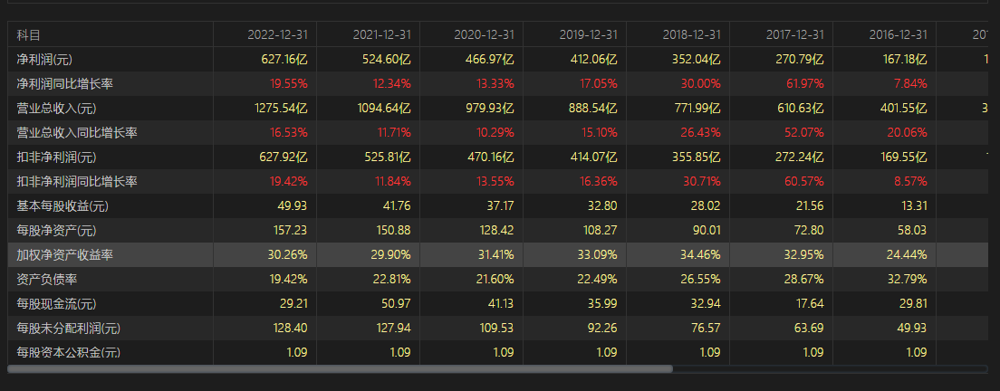 科目 2022-12-31 2021-12-31 2020-12-31 2019-12-31 2018-12-31 2017-12-31 2016-12-31
净利润(元) 627.16亿 524.60亿 466.97亿 412.06亿 352.04亿 270.79亿 167.18亿
净利润同比增长率 19.55% 12.34% 13.33% 17.05% 30.00% 61.97% 7.84%
营业总收入(元) 1275.54亿 1094.64亿 979.93亿 888.54亿 771.99亿 610.63亿 401.55亿
营业总收入同比增长率 16.53% 11.71% 10.29% 15.10% 26.43% 52.07% 20.06%
扣非净利润(元) 627.92亿 525.81亿 470.16亿 414.07亿 355.85亿 272.24亿 169.55亿
扣非净利润同比增长率 19.42% 11.84% 13.55% 16.36% 30.71% 60.57% 8.57%
基本每股收益(元) 49.93 41.76 37.17 32.80 28.02 21.56 13.31
每股净资产(元) 157.23 150.88 128.42 108.27 90.01 72.80 58.03
加权净资产收益率 30.26% 29.90% 31.41% 33.09% 34.46% 32.95% 24.44%
资产负债率 19.42% 22.81% 21.60% 22.49% 26.55% 28.67% 32.79%
每股现金流(元) 29.21 50.97 41.13 35.99 32.94 17.64 29.81
每股未分配利润(元) 128.40 127.94 109.53 92.26 76.57 63.69 49.93
每股资本公积金(元) 1.09 1.09 1.09 1.09 1.09 1.09 1.09